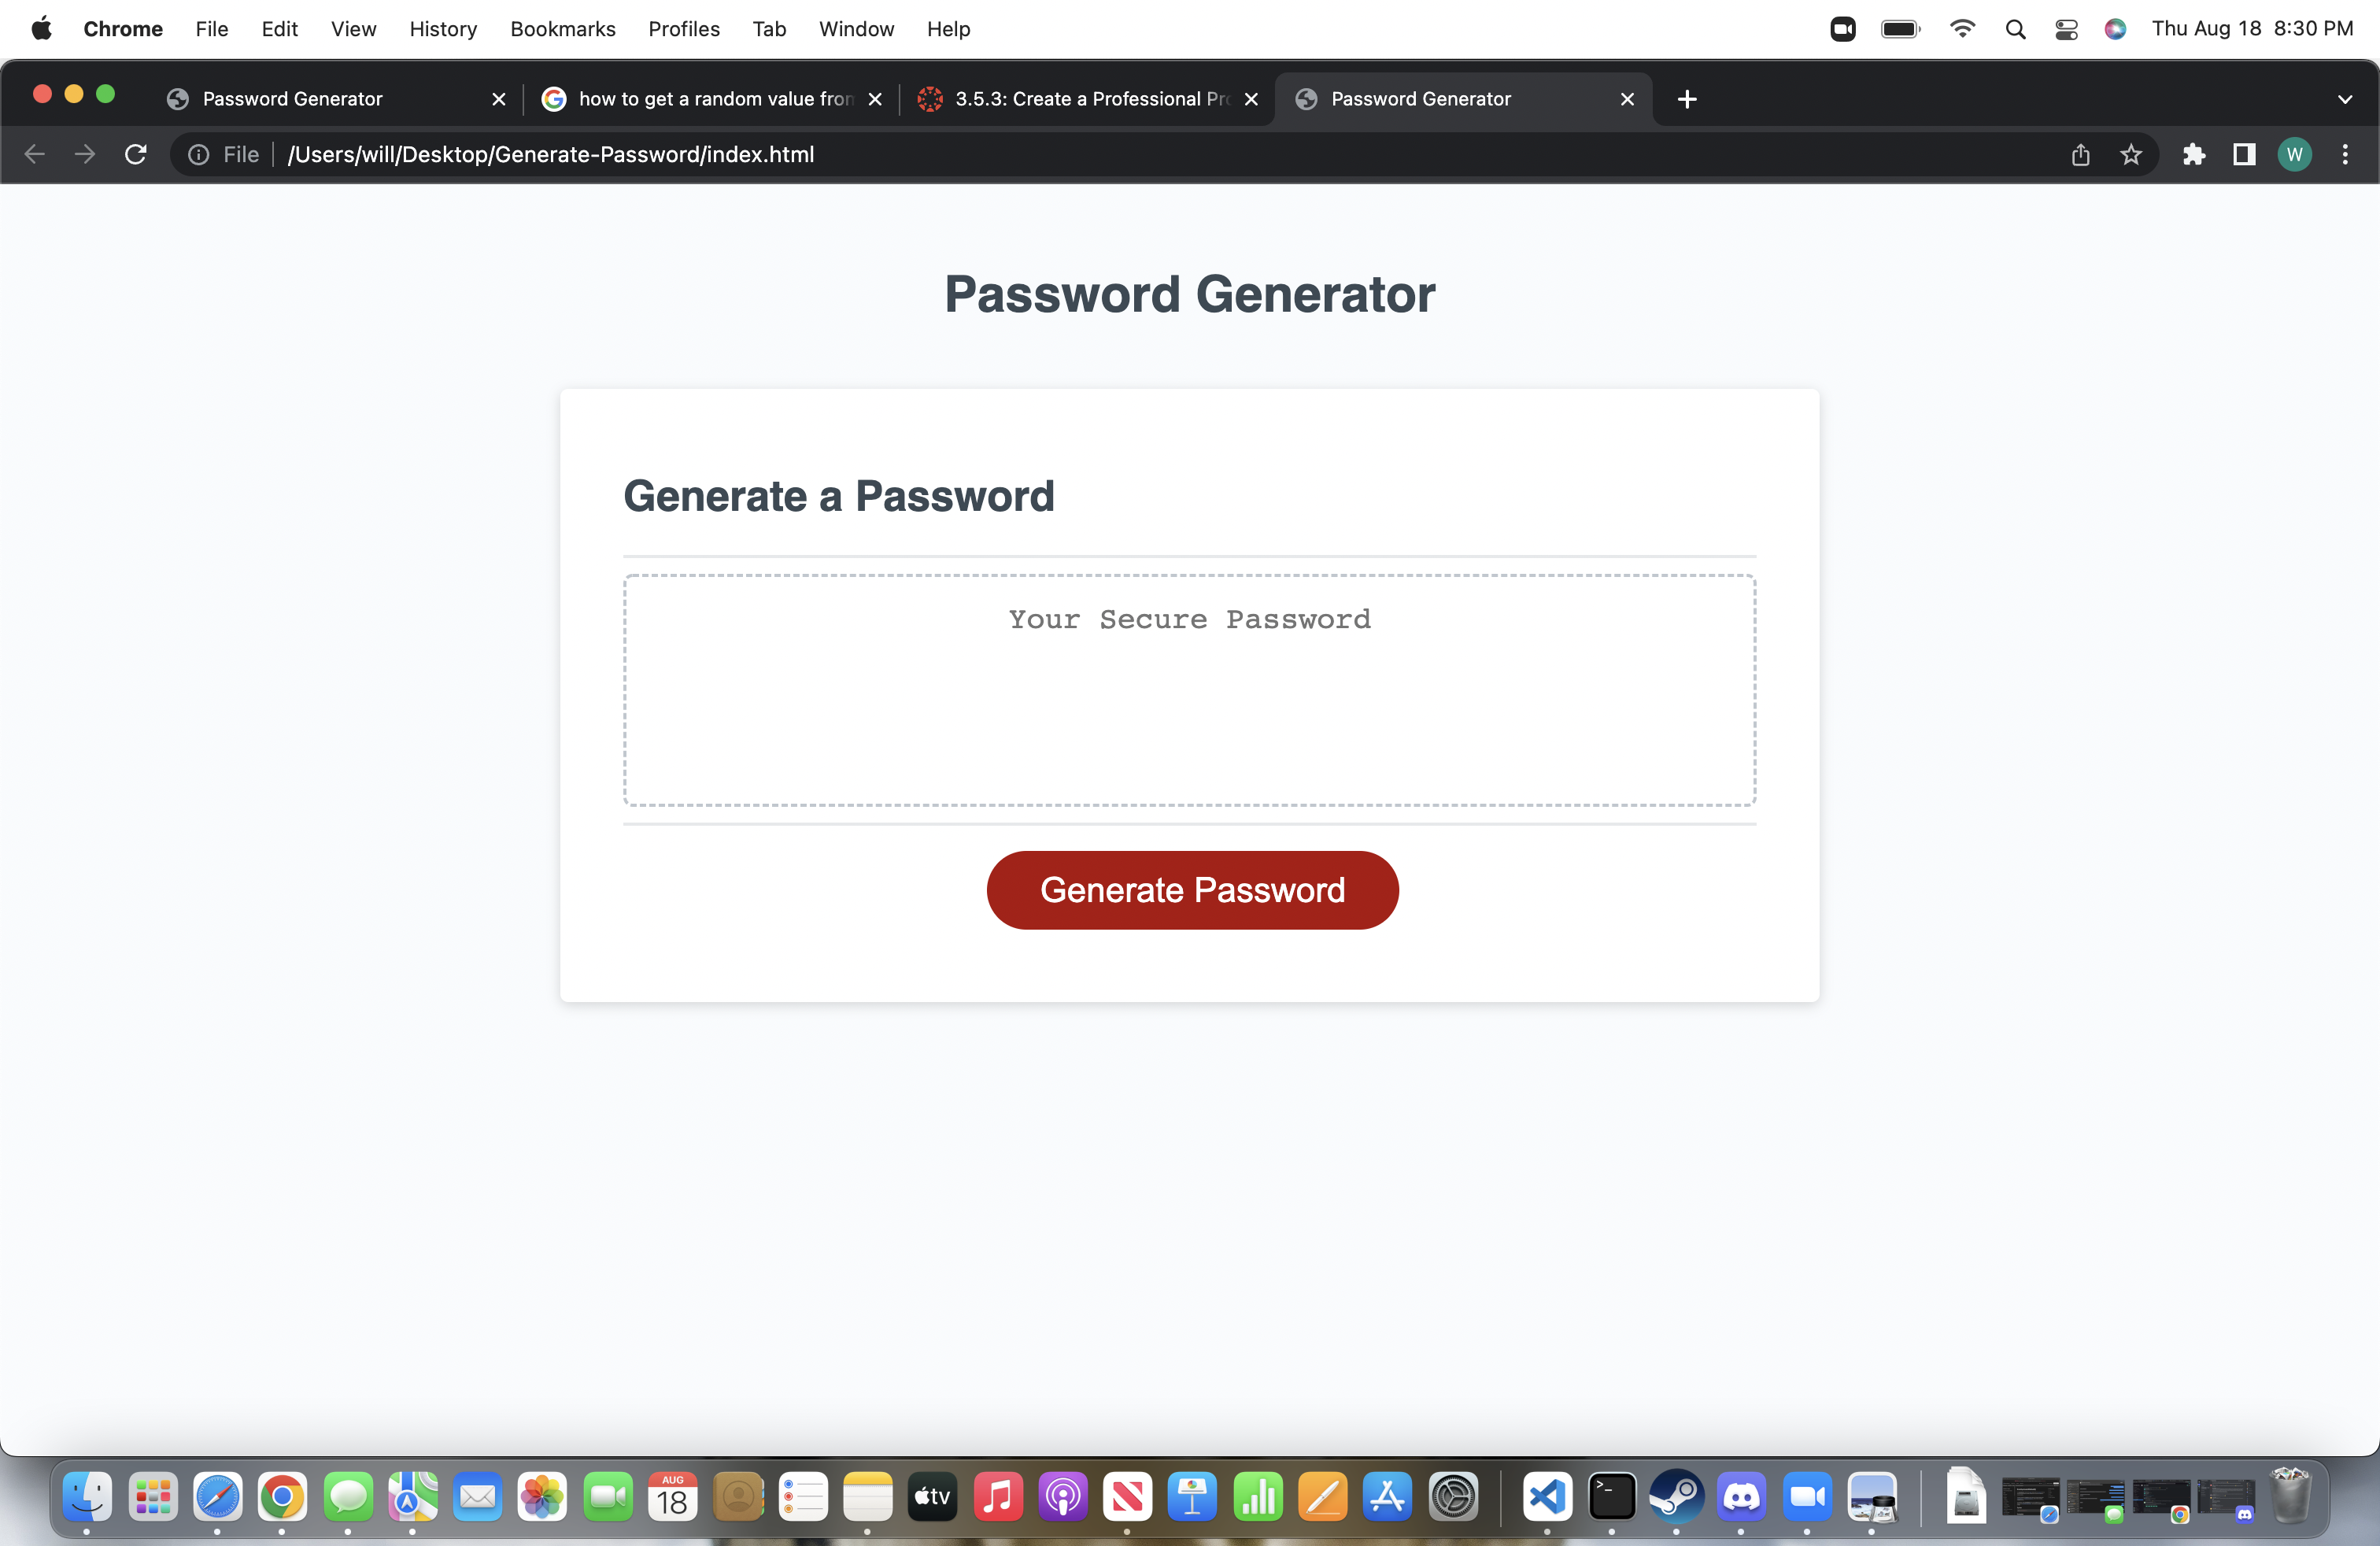 Chrome File Edit View History Bookmarks Profiles Tab Window Help Thu Aug 18 8:30 PM
Password Generator how to get a random value from 3.5.3: Create a Professional Pr Password Generator
File /Users/will/Desktop/Generate-Password/index.html W
Password Generator
Generate a Password
Your Secure Password
Generate Password
AUG
18
tv